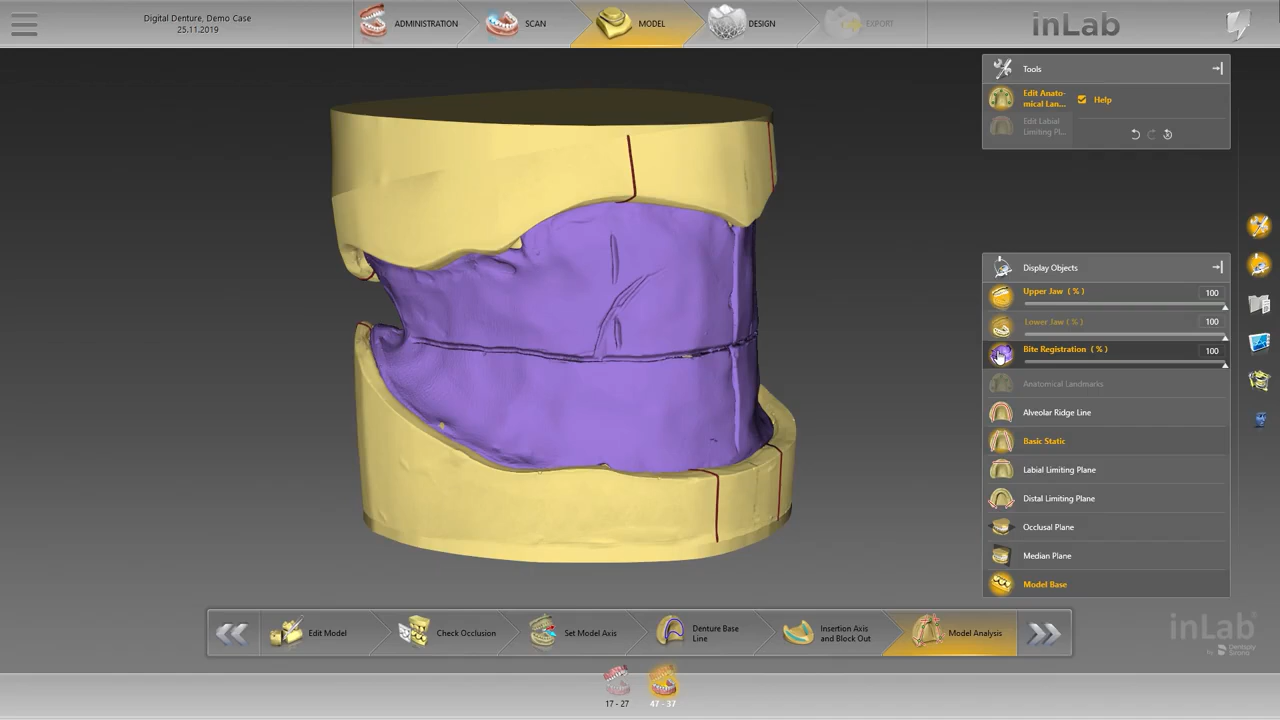 Digital Denture, Demo Case
25.11.2019
ADMINISTRATION
SCAN
MODEL
DESIGN
EXPORT
inLab
Tools
Edit Anato-
mical Lan...
Help
Edit Labial
Limiting Pl...
Display Objects
Upper Jaw (%)
100
Lower Jaw (%)
100
Bite Registration (%)
100
Anatomical Landmarks
Alveolar Ridge Line
Basic Static
Labial Limiting Plane
Distal Limiting Plane
Occlusal Plane
Median Plane
Model Base
Edit Model
Check Occlusion
Set Model Axis
Denture Base
Line
Insertion Axis
and Block Out
Model Analysis
inLab
by Dentsply
Sirona
17 - 27
47 - 37